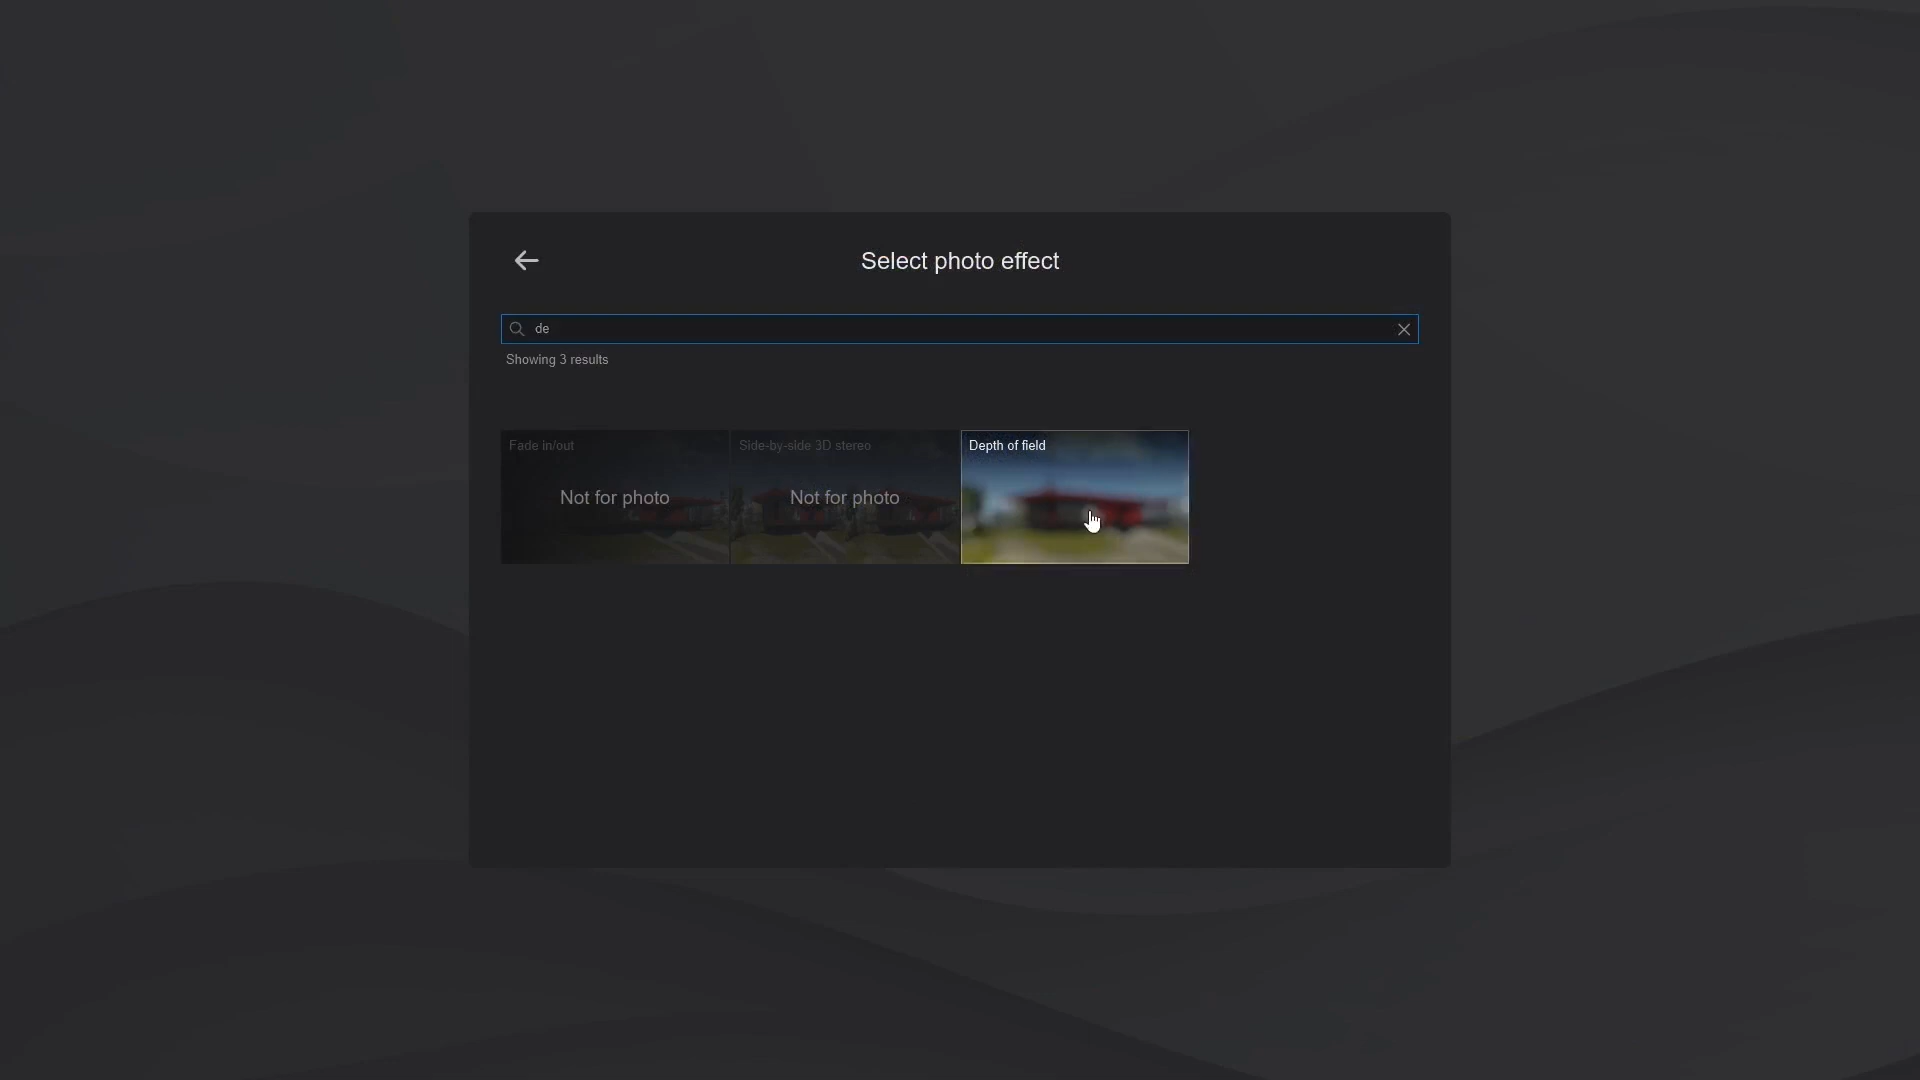 Select photo effect
de
Showing 3 results
Fade in/out
Not for photo
Side-by-side 3D stereo
Not for photo
Depth of field